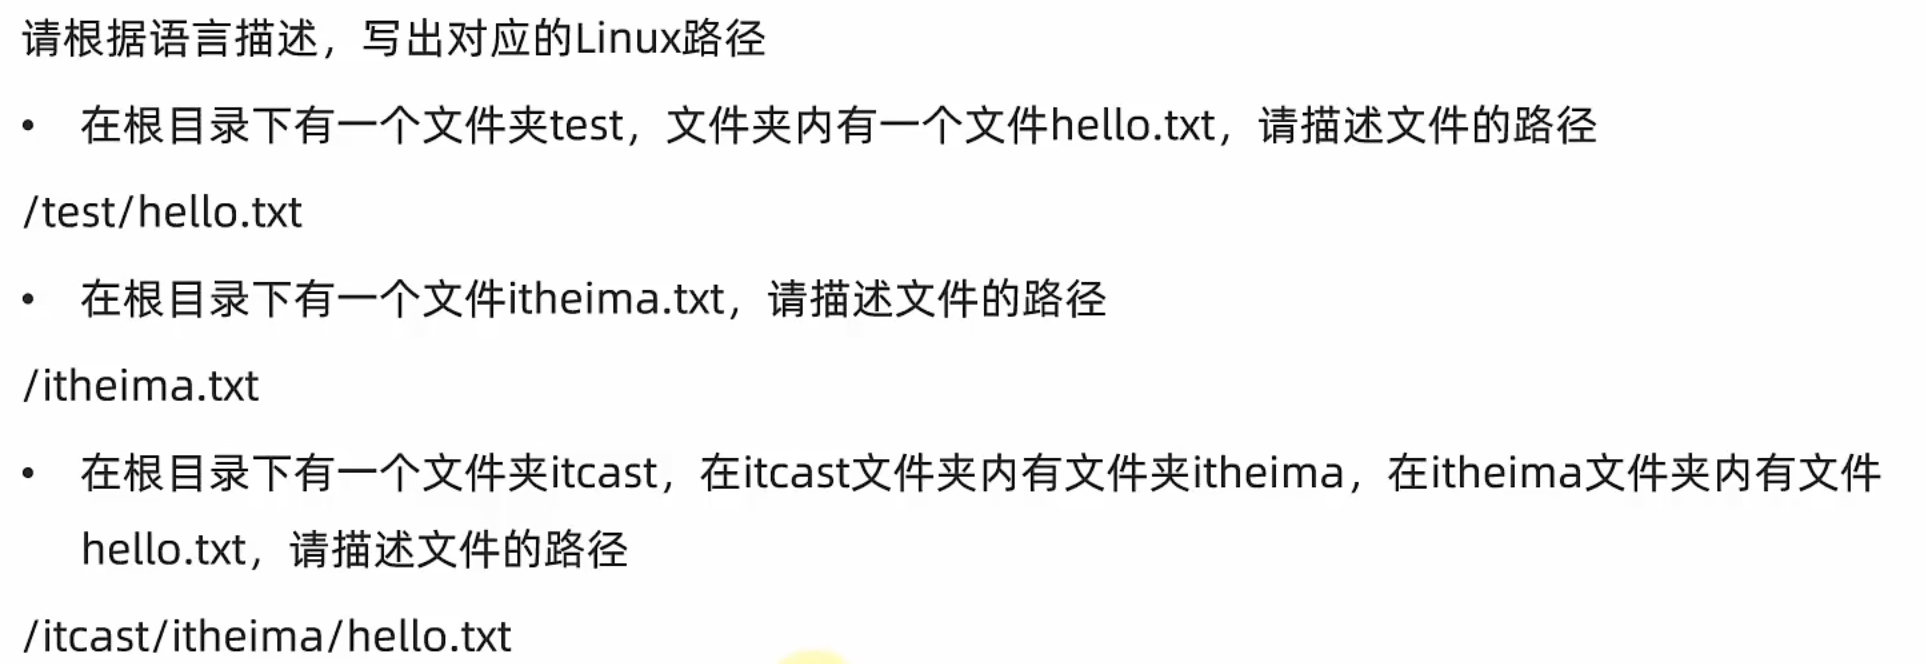 请根据语言描述，写出对应的Linux路径
• 在根目录下有一个文件夹test，文件夹内有一个文件hello.txt，请描述文件的路径
/test/hello.txt
• 在根目录下有一个文件itheima.txt，请描述文件的路径
/itheima.txt
• 在根目录下有一个文件夹itcast，在itcast文件夹内有文件夹itheima，在itheima文件夹内有文件
hello.txt，请描述文件的路径
/itcast/itheima/hello.txt